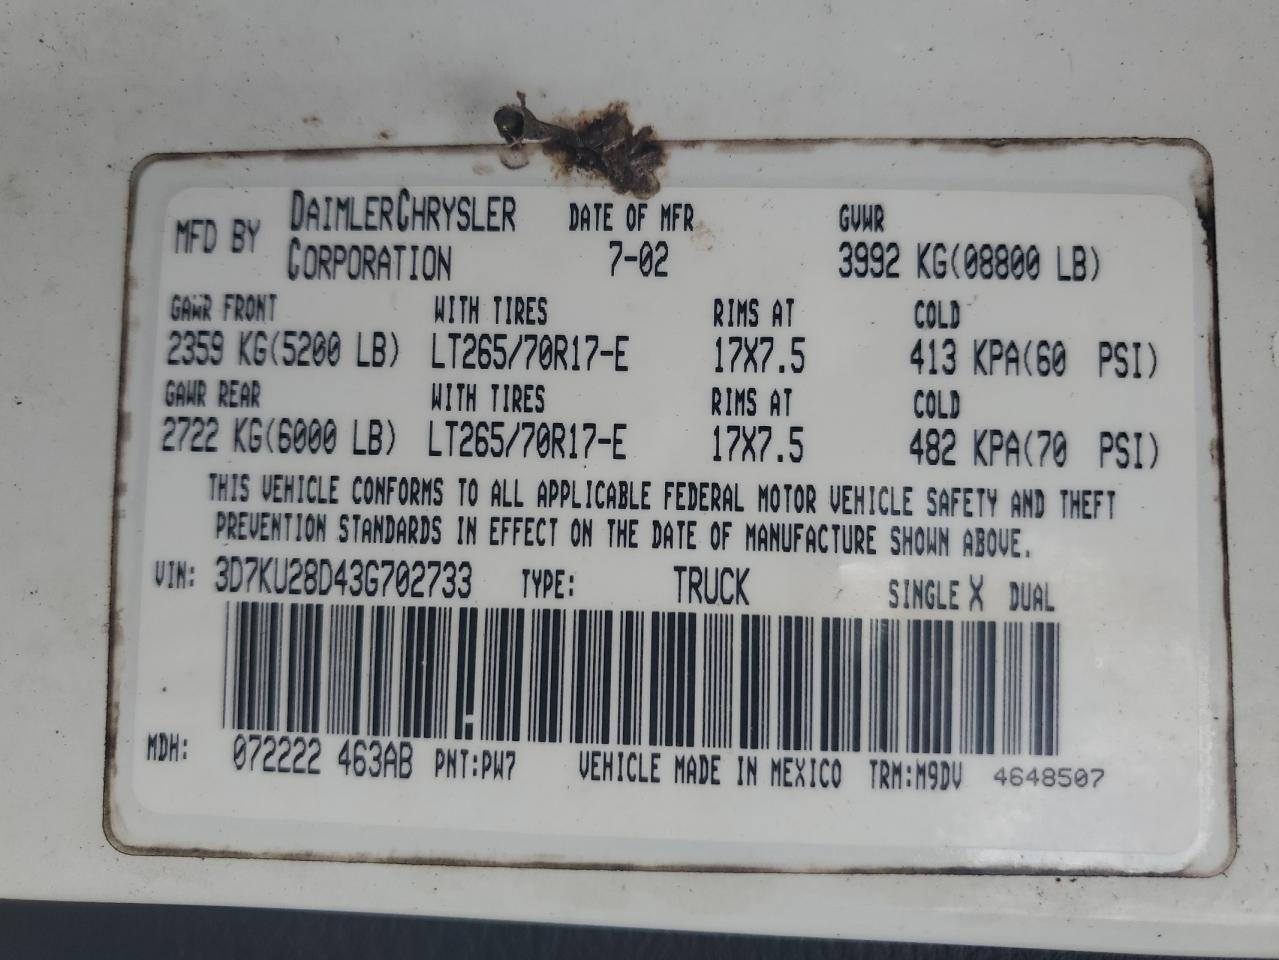 MFD BY DAIMLERCHRYSLER CORPORATION DATE OF MFR 7-02 GVWR 3992 KG(08800 LB)
GAWR FRONT WITH TIRES RIMS AT COLD
2359 KG(5200 LB) LT265/70R17-E 17X7.5 413 KPA(60 PSI)
GAWR REAR WITH TIRES RIMS AT COLD
2722 KG(6000 LB) LT265/70R17-E 17X7.5 482 KPA(70 PSI)
THIS VEHICLE CONFORMS TO ALL APPLICABLE FEDERAL MOTOR VEHICLE SAFETY AND THEFT
PREVENTION STANDARDS IN EFFECT ON THE DATE OF MANUFACTURE SHOWN ABOVE.
VIN: 3D7KU28D43G702733 TYPE: TRUCK SINGLE X DUAL
MDH: 072222 463AB PNT:PW7 VEHICLE MADE IN MEXICO TRM:M9DV 4648507